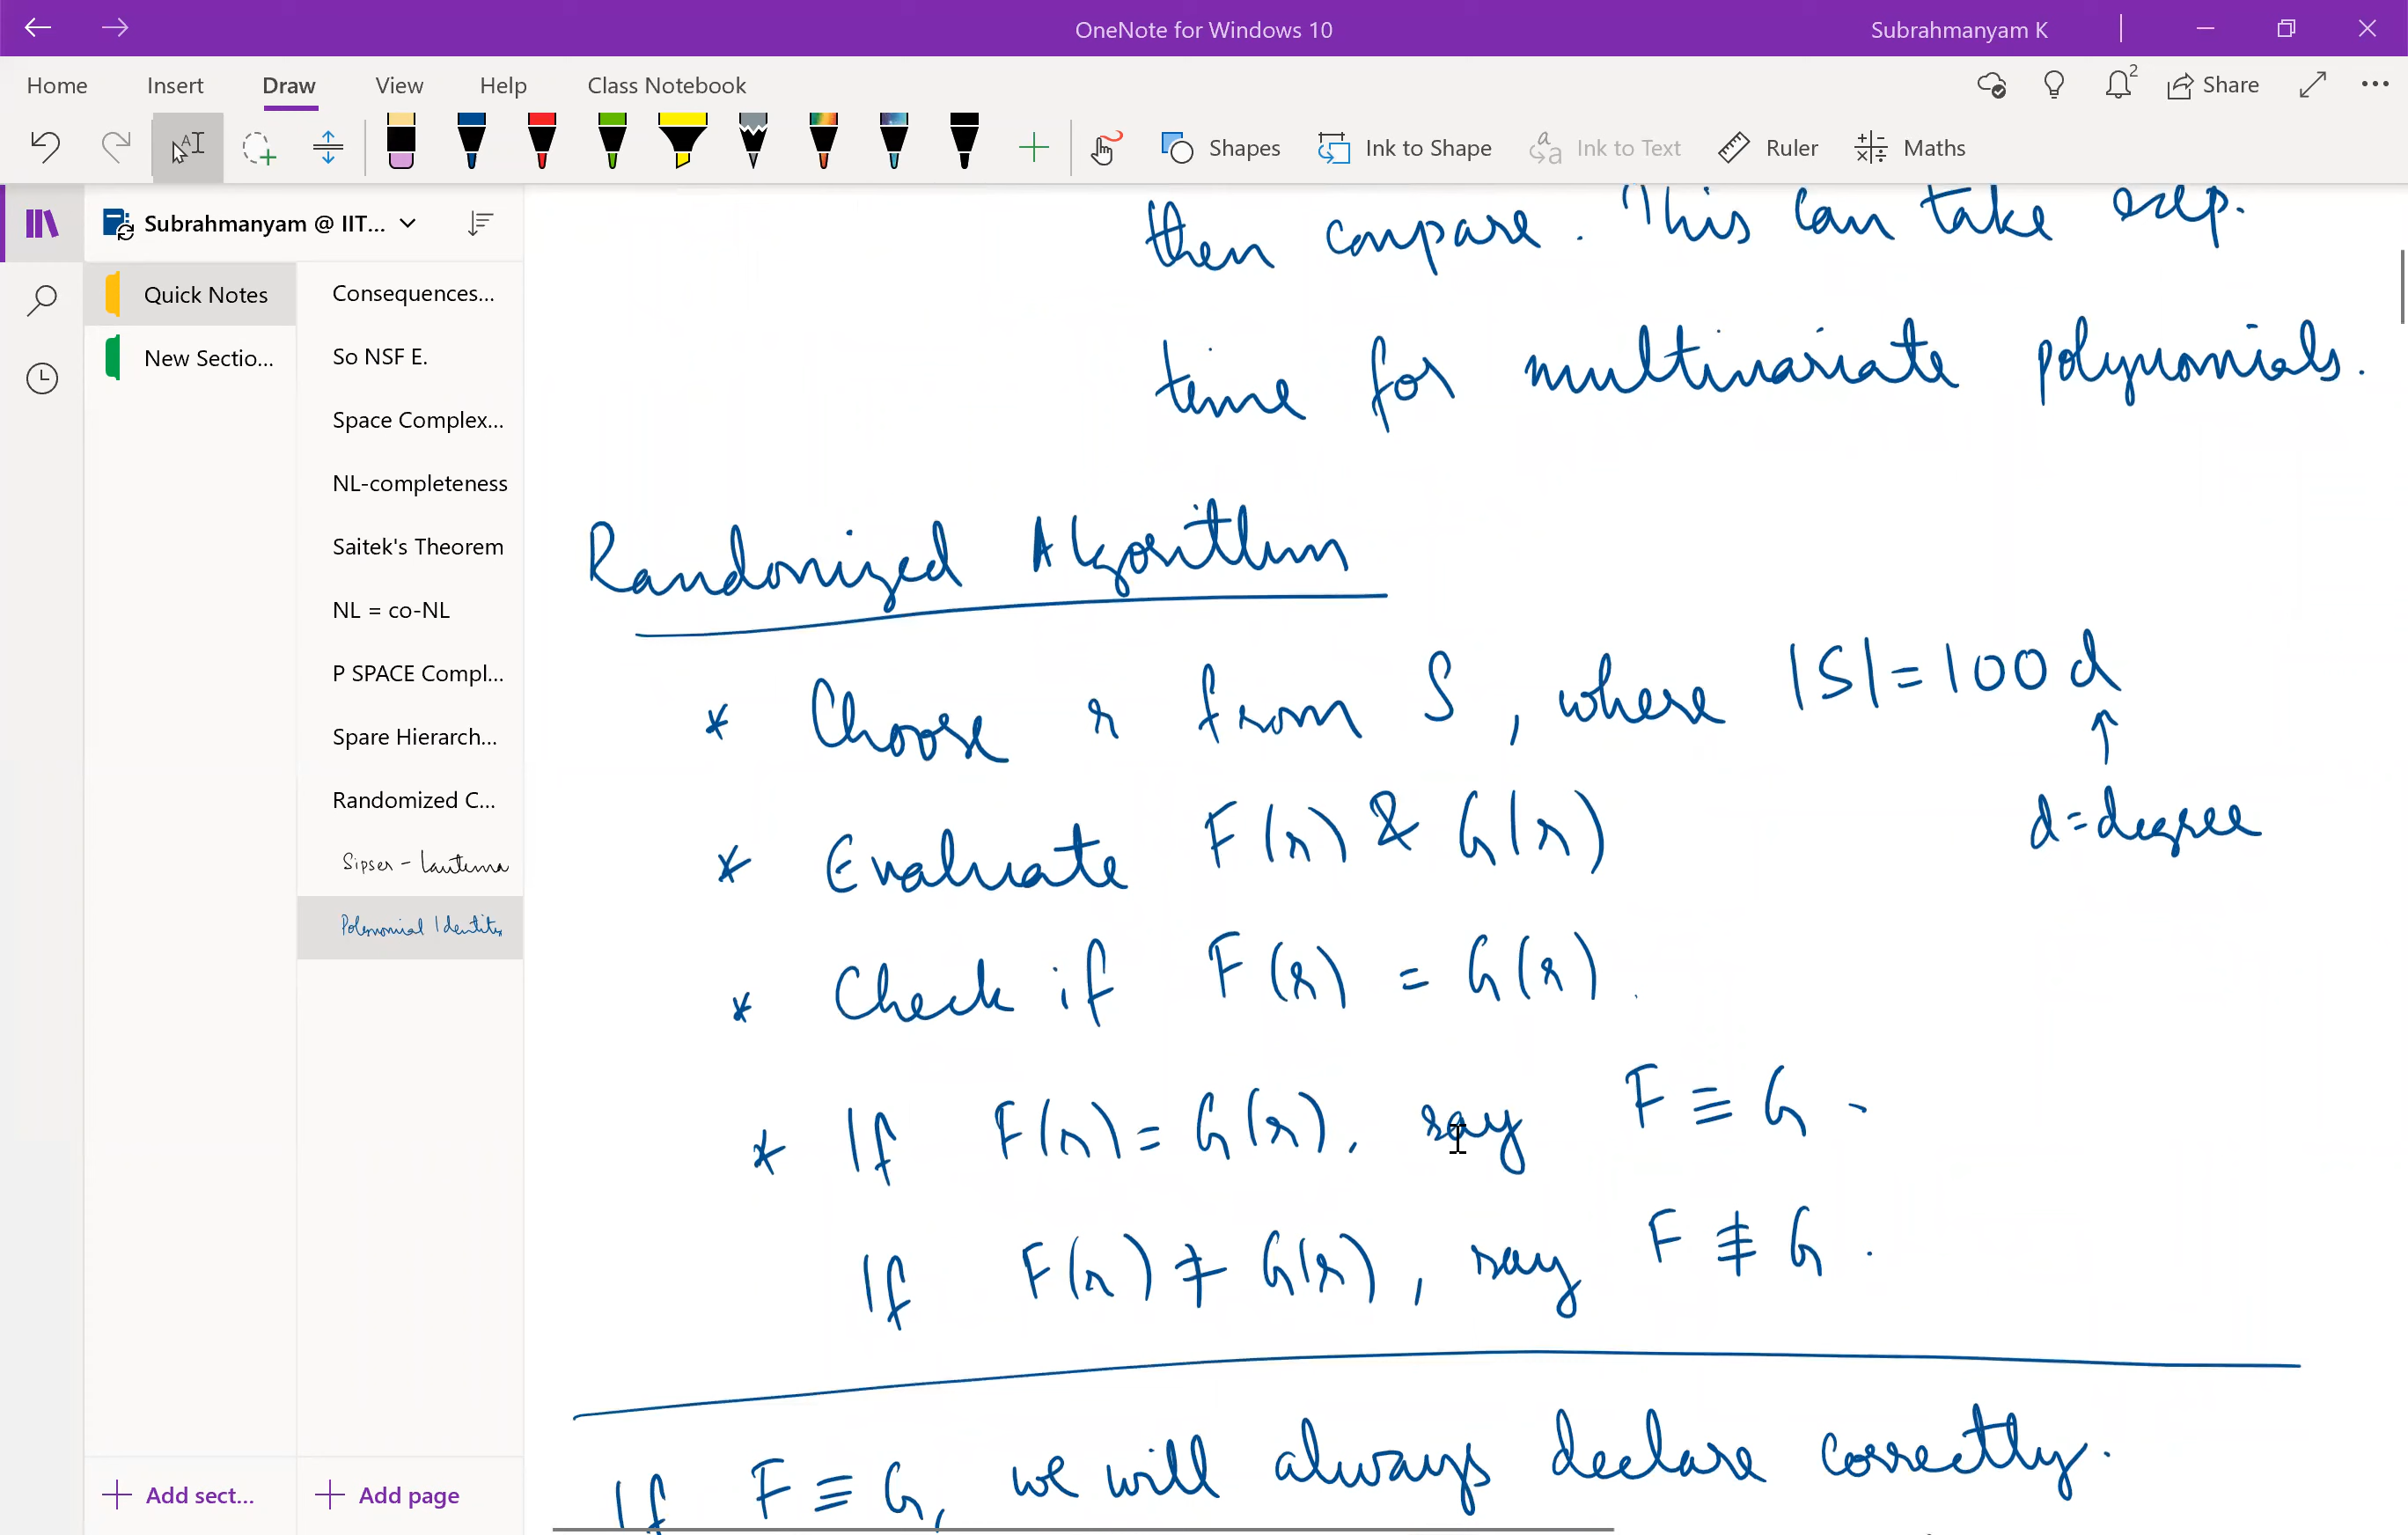 OneNote for Windows 10
Subrahmanyam K
Home Insert Draw View Help Class Notebook
2 Share
Shapes Ink to Shape Ink to Text Ruler Maths
Subrahmanyam @ IIT...
Quick Notes
New Sectio...
Consequences...
So NSF E.
Space Complex...
NL-completeness
Saitek's Theorem
NL = co-NL
P SPACE Compl...
Spare Hierarch...
Randomized C...
Sipser - Lautema
Polynomial Identity
Add sect...
Add page
then compare. This can take exp.
time for multivariate polynomials.
Randomized Algorithm
* Choose r from S, where |S| = 100 d
↑
d = degree
* Evaluate F(r) & G(r)
* Check if F(r) = G(r).
* If F(r) = G(r), say F ≡ G.
If F(r) ≠ G(r), say F ≢ G.
If F ≡ G, we will always declare correctly.